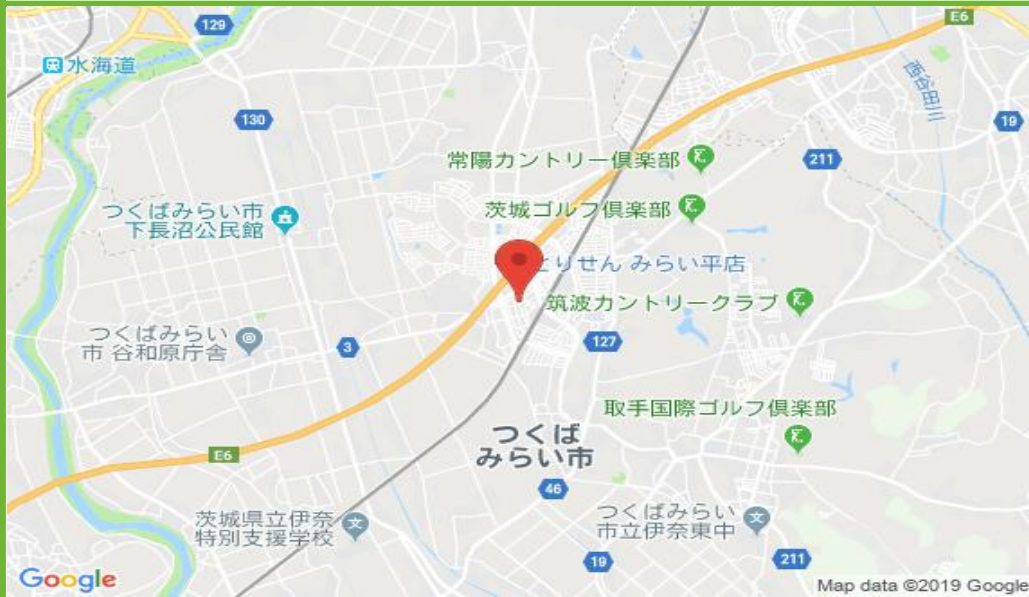 E6
129
水海道
西谷田川
130
19
常陽カントリー倶楽部
211
つくばみらい市
下長沼公民館
茨城ゴルフ倶楽部
とりせん みらい平店
筑波カントリークラブ
つくばみらい
市 谷和原庁舎
3
127
取手国際ゴルフ倶楽部
つくば
みらい市
E6
46
茨城県立伊奈
特別支援学校
つくばみらい
市立伊奈東中
19
211
Google
Map data ©2019 Google